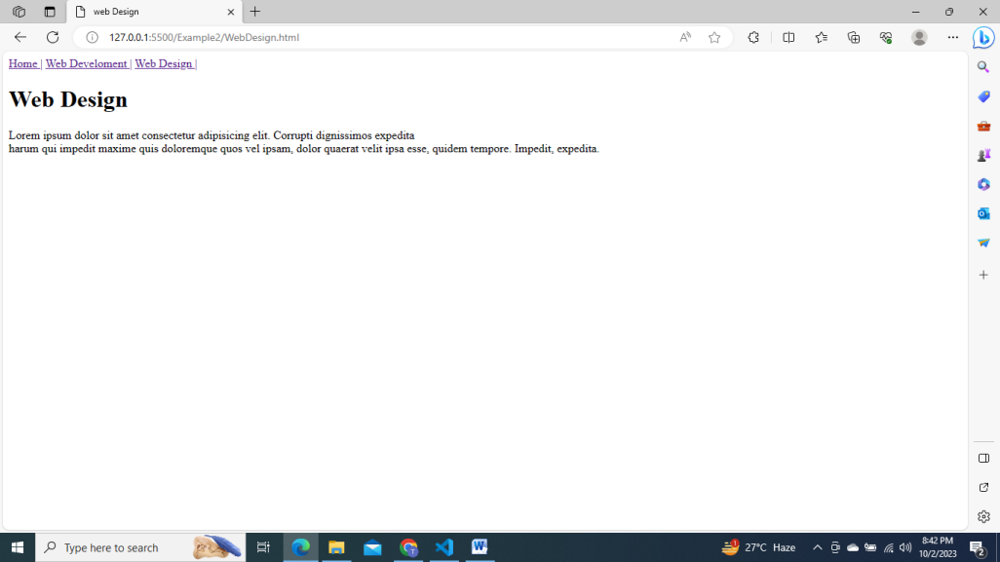 web Design
127.0.0.1:5500/Example2/WebDesign.html
Home | Web Develoment | Web Design |
Web Design
Lorem ipsum dolor sit amet consectetur adipisicing elit. Corrupti dignissimos expedita
harum qui impedit maxime quis doloremque quos vel ipsam, dolor quaerat velit ipsa esse, quidem tempore. Impedit, expedita.
Type here to search
27°C Haze
8:42 PM
10/2/2023
2